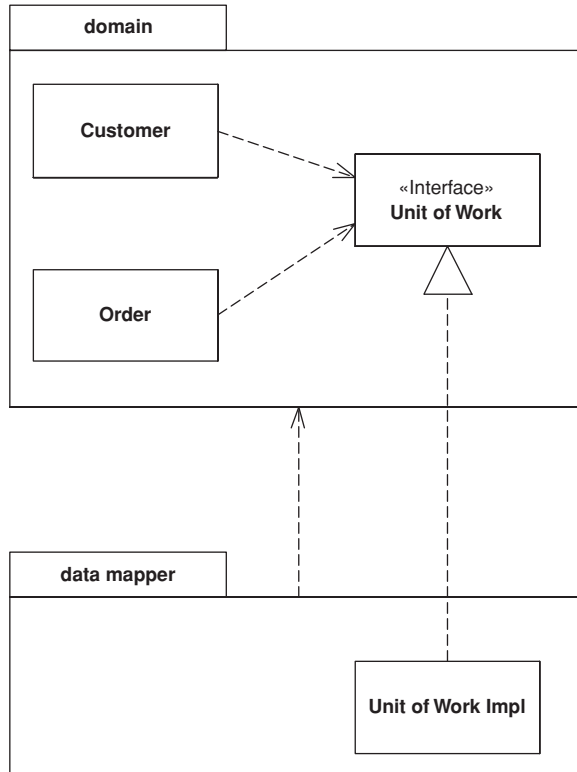 domain
Customer
«Interface»
Unit of Work
Order
data mapper
Unit of Work Impl